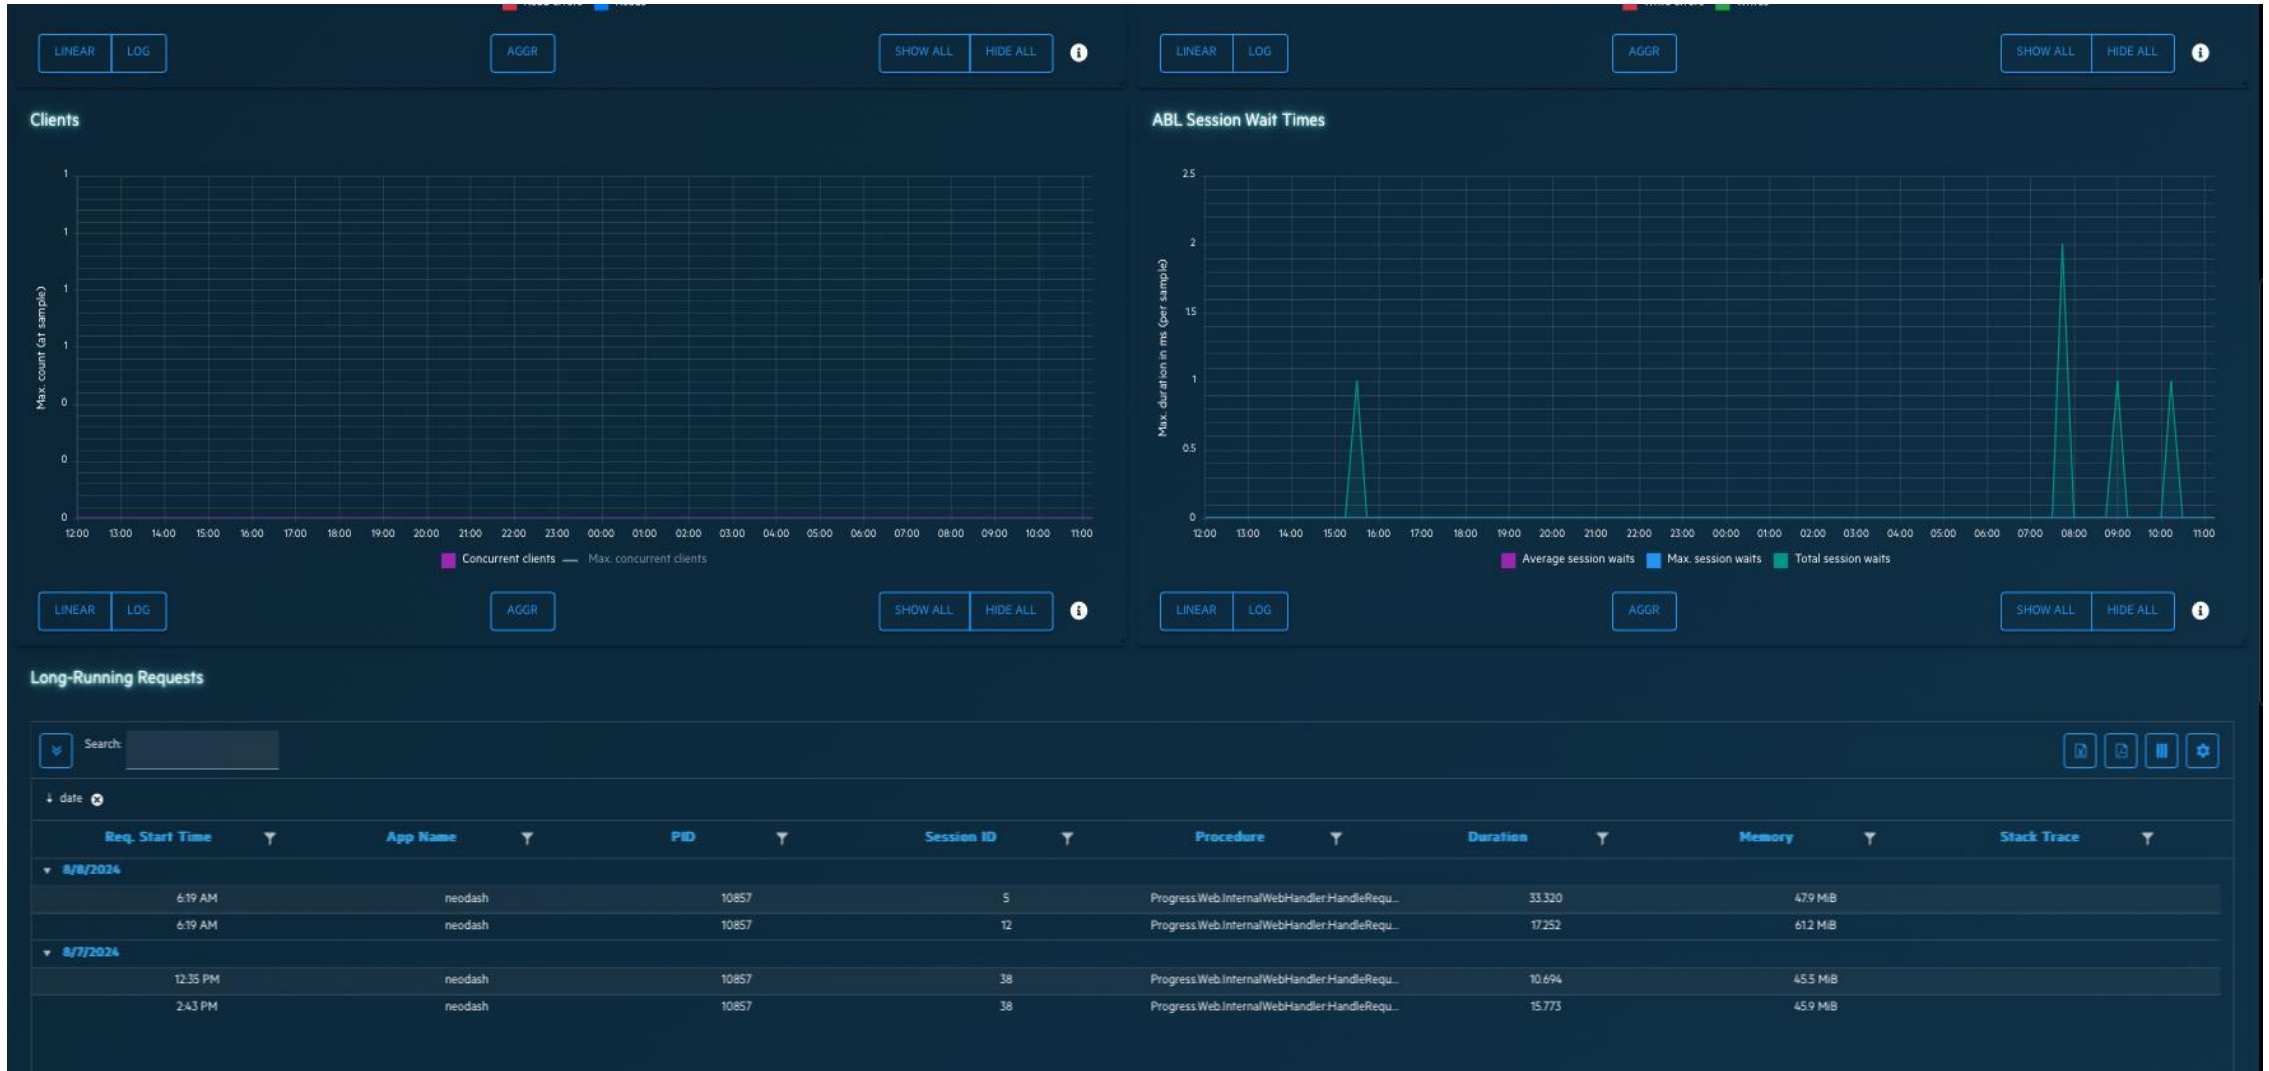 Read errors Reads
Write errors Writes
LINEAR LOG AGGR SHOW ALL HIDE ALL
LINEAR LOG AGGR SHOW ALL HIDE ALL
Clients
Max. count (at sample)
1
1
1
1
0
0
0
12:00 13:00 14:00 15:00 16:00 17:00 18:00 19:00 20:00 21:00 22:00 23:00 00:00 01:00 02:00 03:00 04:00 05:00 06:00 07:00 08:00 09:00 10:00 11:00
Concurrent clients Max. concurrent clients
LINEAR LOG AGGR SHOW ALL HIDE ALL
ABL Session Wait Times
Max. duration in ms (per sample)
2.5
2
1.5
1
0.5
0
12:00 13:00 14:00 15:00 16:00 17:00 18:00 19:00 20:00 21:00 22:00 23:00 00:00 01:00 02:00 03:00 04:00 05:00 06:00 07:00 08:00 09:00 10:00 11:00
Average session waits Max. session waits Total session waits
LINEAR LOG AGGR SHOW ALL HIDE ALL
Long-Running Requests
Search:
↓ date
Req. Start Time App Name PID Session ID Procedure Duration Memory Stack Trace
8/8/2024
6:19 AM neodash 10857 5 Progress.Web.InternalWebHandler:HandleRequ... 33.320 47.9 MiB
6:19 AM neodash 10857 12 Progress.Web.InternalWebHandler:HandleRequ... 17.252 61.2 MiB
8/7/2024
12:35 PM neodash 10857 38 Progress.Web.InternalWebHandler:HandleRequ... 10.694 45.5 MiB
2:43 PM neodash 10857 38 Progress.Web.InternalWebHandler:HandleRequ... 15.773 45.9 MiB